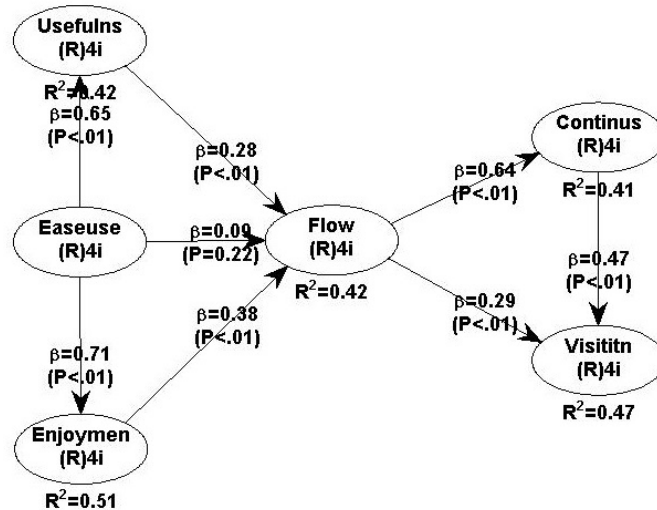 Usefulns
(R)4i
R²=0.42
β=0.65
(P<.01)
β=0.28
(P<.01)
Continus
(R)4i
R²=0.41
β=0.64
(P<.01)
Easeuse
(R)4i
β=0.09
(P=0.22)
Flow
(R)4i
R²=0.42
β=0.47
(P<.01)
β=0.38
(P<.01)
β=0.29
(P<.01)
β=0.71
(P<.01)
Visititn
(R)4i
R²=0.47
Enjoymen
(R)4i
R²=0.51